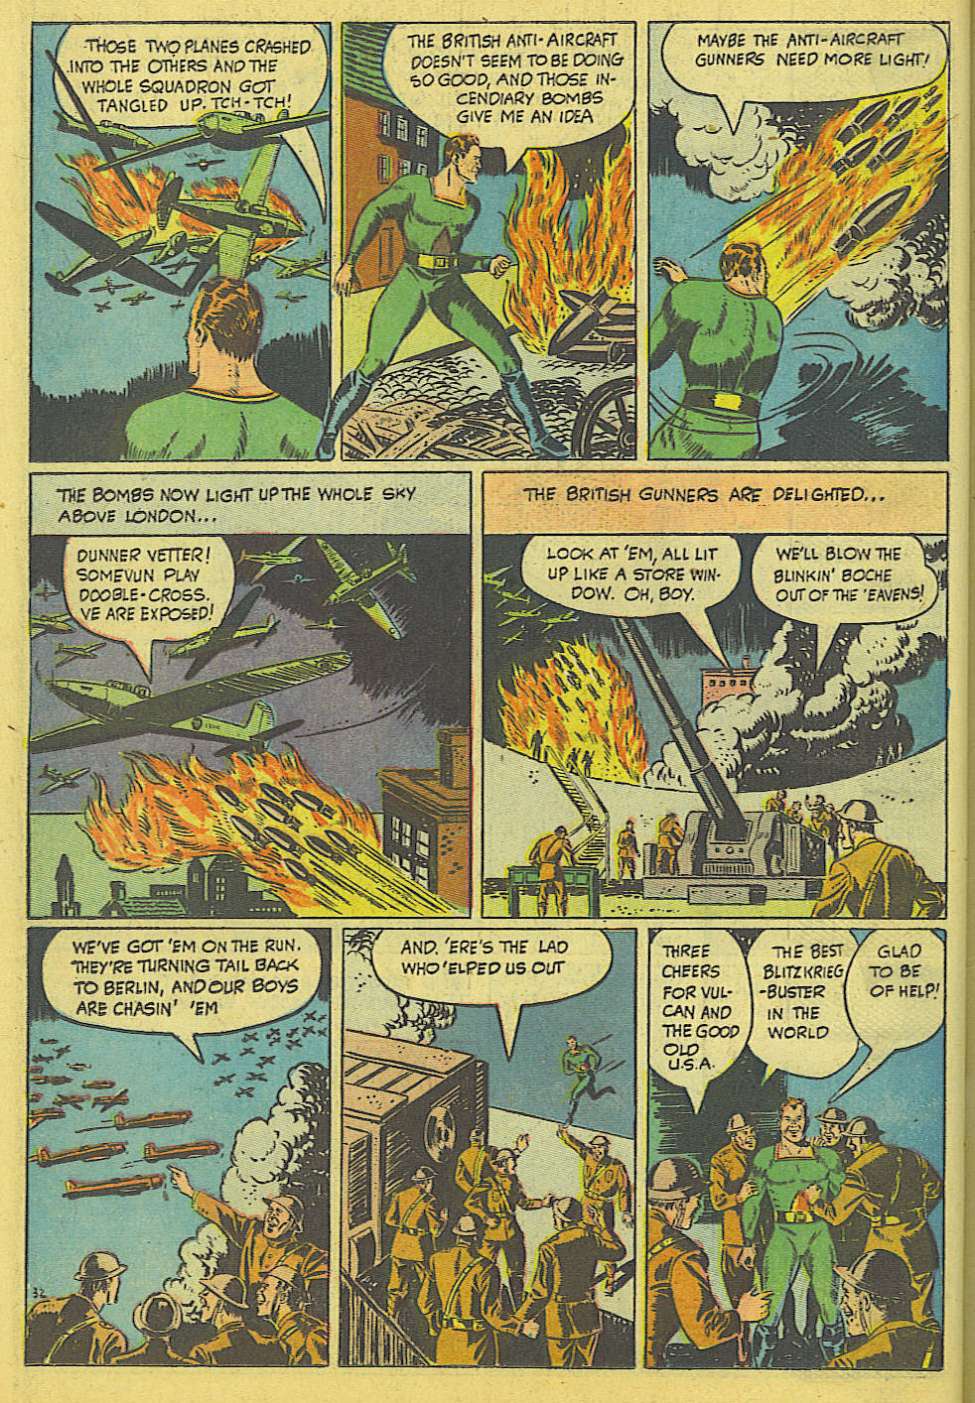 THOSE TWO PLANES CRASHED
INTO THE OTHERS AND THE
WHOLE SQUADRON GOT
TANGLED UP. TCH-TCH!
THE BRITISH ANTI-AIRCRAFT
DOESN'T SEEM TO BE DOING
SO GOOD, AND THOSE IN-
CENDIARY BOMBS
GIVE ME AN IDEA
MAYBE THE ANTI-AIRCRAFT
GUNNERS NEED MORE LIGHT!
THE BOMBS NOW LIGHT UP THE WHOLE SKY
ABOVE LONDON...
DUNNER VETTER!
SOMEVUN PLAY
DOOBLE-CROSS.
VE ARE EXPOSED!
THE BRITISH GUNNERS ARE DELIGHTED...
LOOK AT 'EM, ALL LIT
UP LIKE A STORE WIN-
DOW. OH, BOY.
WE'LL BLOW THE
BLINKIN' BOCHE
OUT OF THE 'EAVENS!
WE'VE GOT 'EM ON THE RUN.
THEY'RE TURNING TAIL BACK
TO BERLIN, AND OUR BOYS
ARE CHASIN' 'EM
32
AND. 'ERE'S THE LAD
WHO 'ELPED US OUT
THREE
CHEERS
FOR VUL-
CAN AND
THE GOOD
OLD
U.S.A.
THE BEST
BLITZKRIEG
-BUSTER
IN THE
WORLD
GLAD
TO BE
OF HELP!